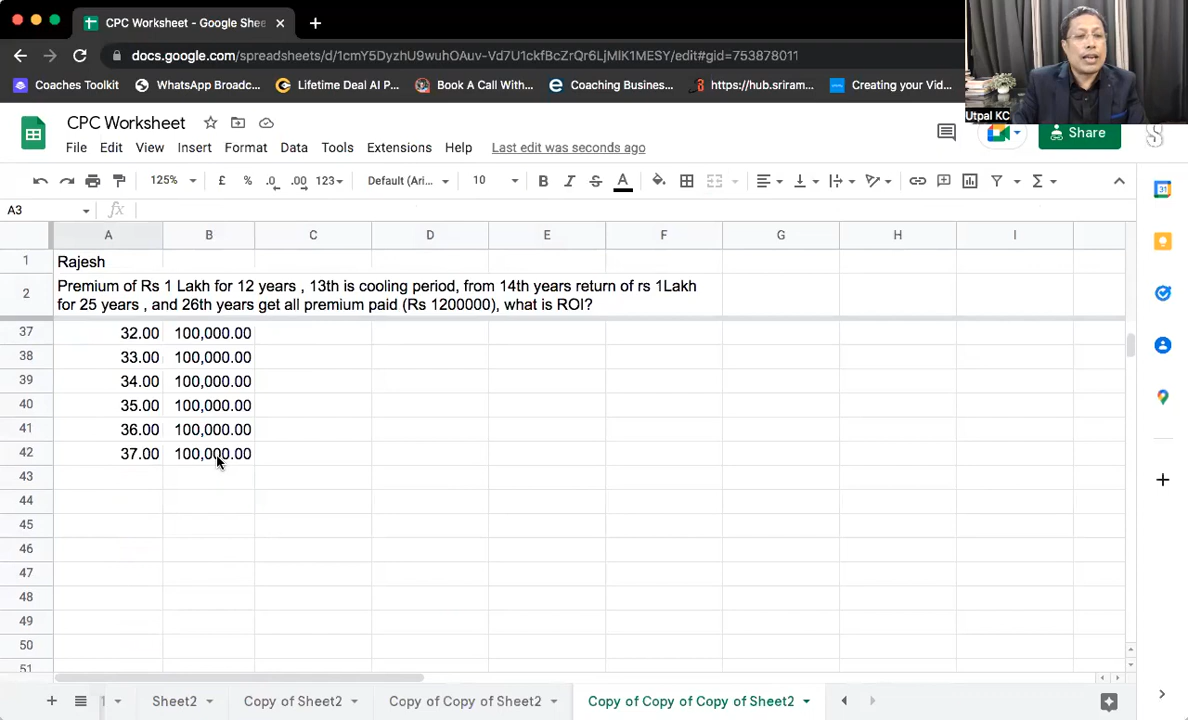 CPC Worksheet - Google Shee
docs.google.com/spreadsheets/d/1cmY5DyznU9wuhOAuv-Vd7U1ckfBcZrQr6LjMlK1MESY/edit#gid=753878011
Coaches Toolkit WhatsApp Broadc... Lifetime Deal AI P... Book A Call With... Coaching Busines... https://hub.sriram... Creating your Vid...
Utpal KC
CPC Worksheet
Share
File Edit View Insert Format Data Tools Extensions Help Last edit was seconds ago
125% £ % .0 .00 123 Default (Ari... 10 B I S A
A3 fx
A B C D E F G H I
1 Rajesh
2 Premium of Rs 1 Lakh for 12 years , 13th is cooling period, from 14th years return of rs 1Lakh
for 25 years , and 26th years get all premium paid (Rs 1200000), what is ROI?
37 32.00 100,000.00
38 33.00 100,000.00
39 34.00 100,000.00
40 35.00 100,000.00
41 36.00 100,000.00
42 37.00 100,000.00
43
44
45
46
47
48
49
50
51
Sheet2 Copy of Sheet2 Copy of Copy of Sheet2 Copy of Copy of Copy of Sheet2